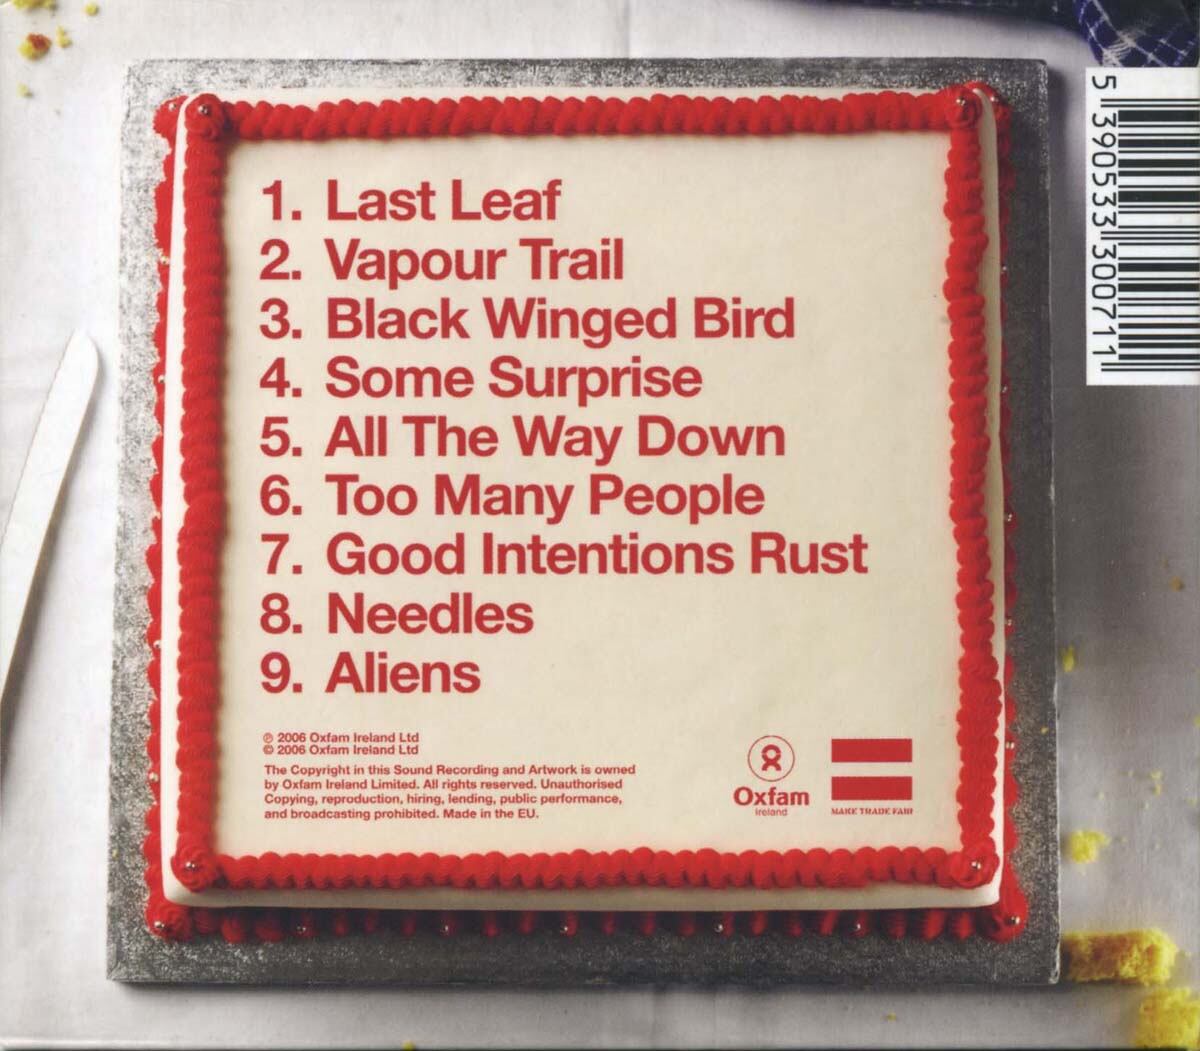 1. Last Leaf
2. Vapour Trail
3. Black Winged Bird
4. Some Surprise
5. All The Way Down
6. Too Many People
7. Good Intentions Rust
8. Needles
9. Aliens
℗ 2006 Oxfam Ireland Ltd
© 2006 Oxfam Ireland Ltd
The Copyright in this Sound Recording and Artwork is owned
by Oxfam Ireland Limited. All rights reserved. Unauthorised
Copying, reproduction, hiring, lending, public performance,
and broadcasting prohibited. Made in the EU.
Oxfam
Ireland
MAKE TRADE FAIR
5 390533 300711